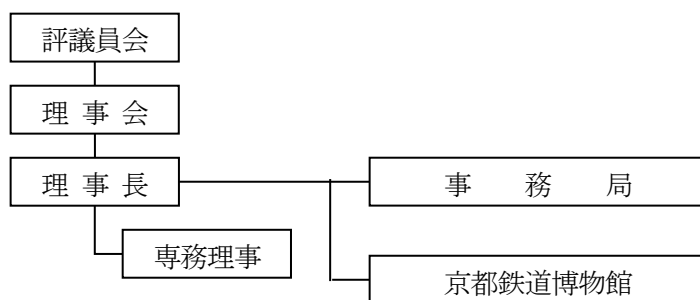 評議員会
理事会
理事長
事務局
専務理事
京都鉄道博物館